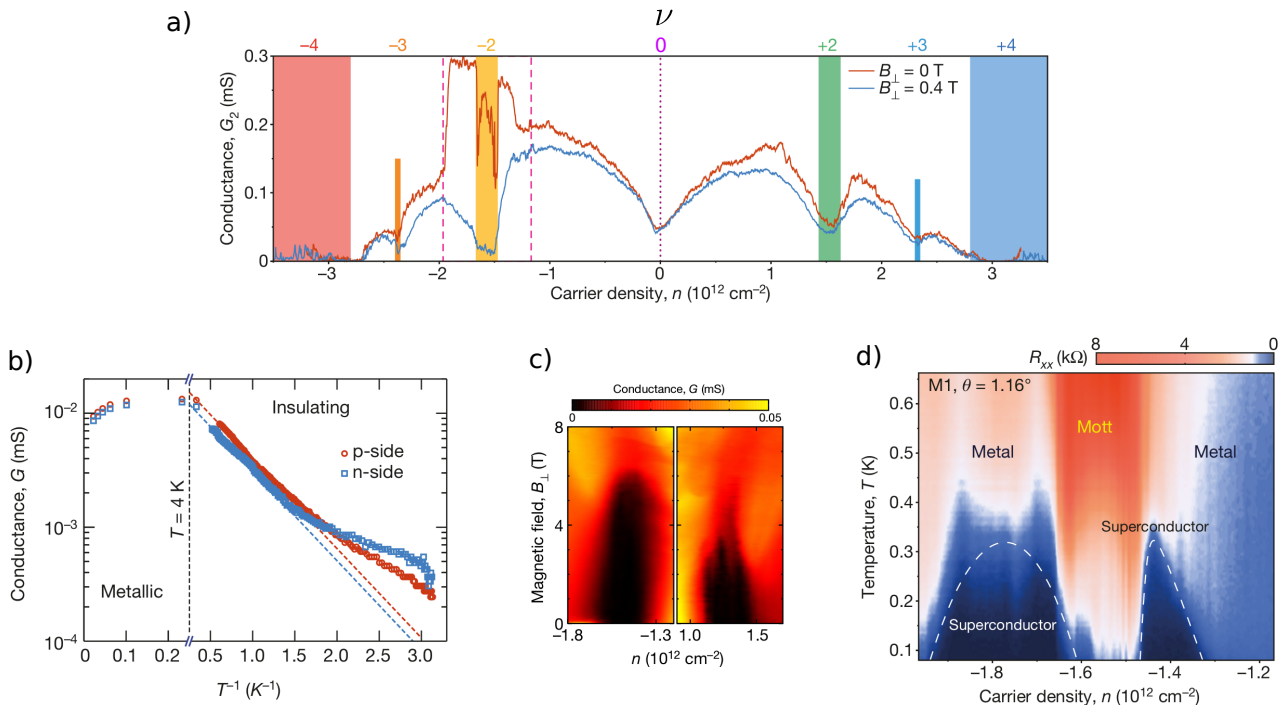 a)
ν
−4 −3 −2 0 +2 +3 +4
0.3
0.2
0.1
0
Conductance, G2 (mS)
B⊥ = 0 T
B⊥ = 0.4 T
−3 −2 −1 0 1 2 3
Carrier density, n (10^12 cm^−2)
b)
Conductance, G (mS)
10^−2
10^−3
10^−4
Insulating
p-side
n-side
T = 4 K
Metallic
0 0.1 0.2 0.5 1.0 1.5 2.0 2.5 3.0
T^−1 (K^−1)
c)
Conductance, G (mS)
0 0.05
Magnetic field, B⊥ (T)
8
4
0
−1.8 −1.3 1.0 1.5
n (10^12 cm^−2)
d)
Rxx (kΩ)
8 4 0
M1, θ = 1.16°
Temperature, T (K)
0.6
0.5
0.4
0.3
0.2
0.1
Mott
Metal
Metal
Superconductor
Superconductor
−1.8 −1.6 −1.4 −1.2
Carrier density, n (10^12 cm^−2)